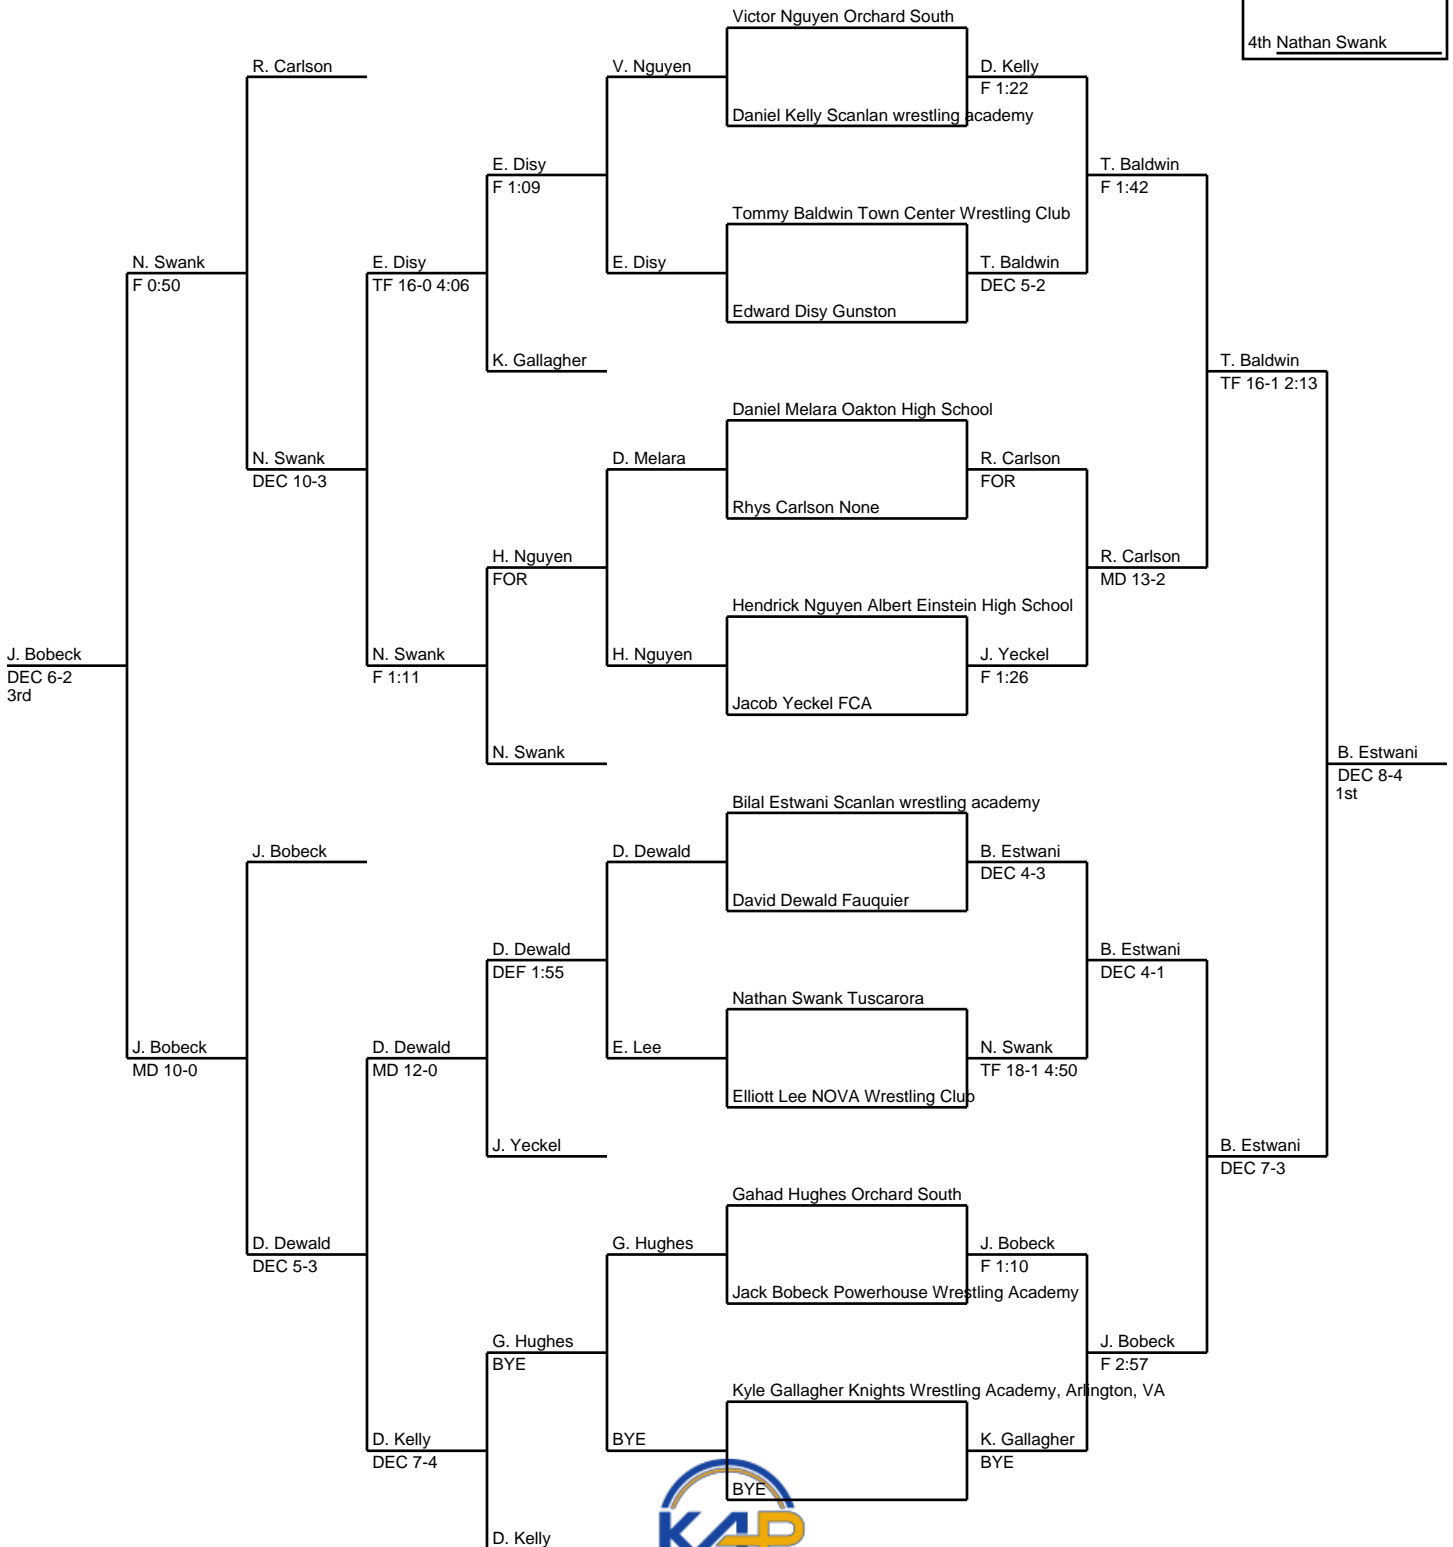 Victor Nguyen Orchard South
4th Nathan Swank
R. Carlson
V. Nguyen
D. Kelly
F 1:22
Daniel Kelly Scanlan wrestling academy
E. Disy
F 1:09
T. Baldwin
F 1:42
Tommy Baldwin Town Center Wrestling Club
N. Swank
F 0:50
E. Disy
TF 16-0 4:06
E. Disy
T. Baldwin
DEC 5-2
Edward Disy Gunston
K. Gallagher
T. Baldwin
TF 16-1 2:13
Daniel Melara Oakton High School
N. Swank
DEC 10-3
D. Melara
R. Carlson
FOR
Rhys Carlson None
H. Nguyen
FOR
R. Carlson
MD 13-2
Hendrick Nguyen Albert Einstein High School
J. Bobeck
DEC 6-2
3rd
N. Swank
F 1:11
H. Nguyen
J. Yeckel
F 1:26
Jacob Yeckel FCA
N. Swank
B. Estwani
DEC 8-4
1st
Bilal Estwani Scanlan wrestling academy
J. Bobeck
D. Dewald
B. Estwani
DEC 4-3
David Dewald Fauquier
D. Dewald
DEF 1:55
B. Estwani
DEC 4-1
Nathan Swank Tuscarora
J. Bobeck
MD 10-0
D. Dewald
MD 12-0
E. Lee
N. Swank
TF 18-1 4:50
Elliott Lee NOVA Wrestling Club
J. Yeckel
B. Estwani
DEC 7-3
Gahad Hughes Orchard South
D. Dewald
DEC 5-3
G. Hughes
J. Bobeck
F 1:10
Jack Bobeck Powerhouse Wrestling Academy
G. Hughes
BYE
J. Bobeck
F 2:57
Kyle Gallagher Knights Wrestling Academy, Arlington, VA
D. Kelly
DEC 7-4
BYE
K. Gallagher
BYE
BYE
KAP
D. Kelly